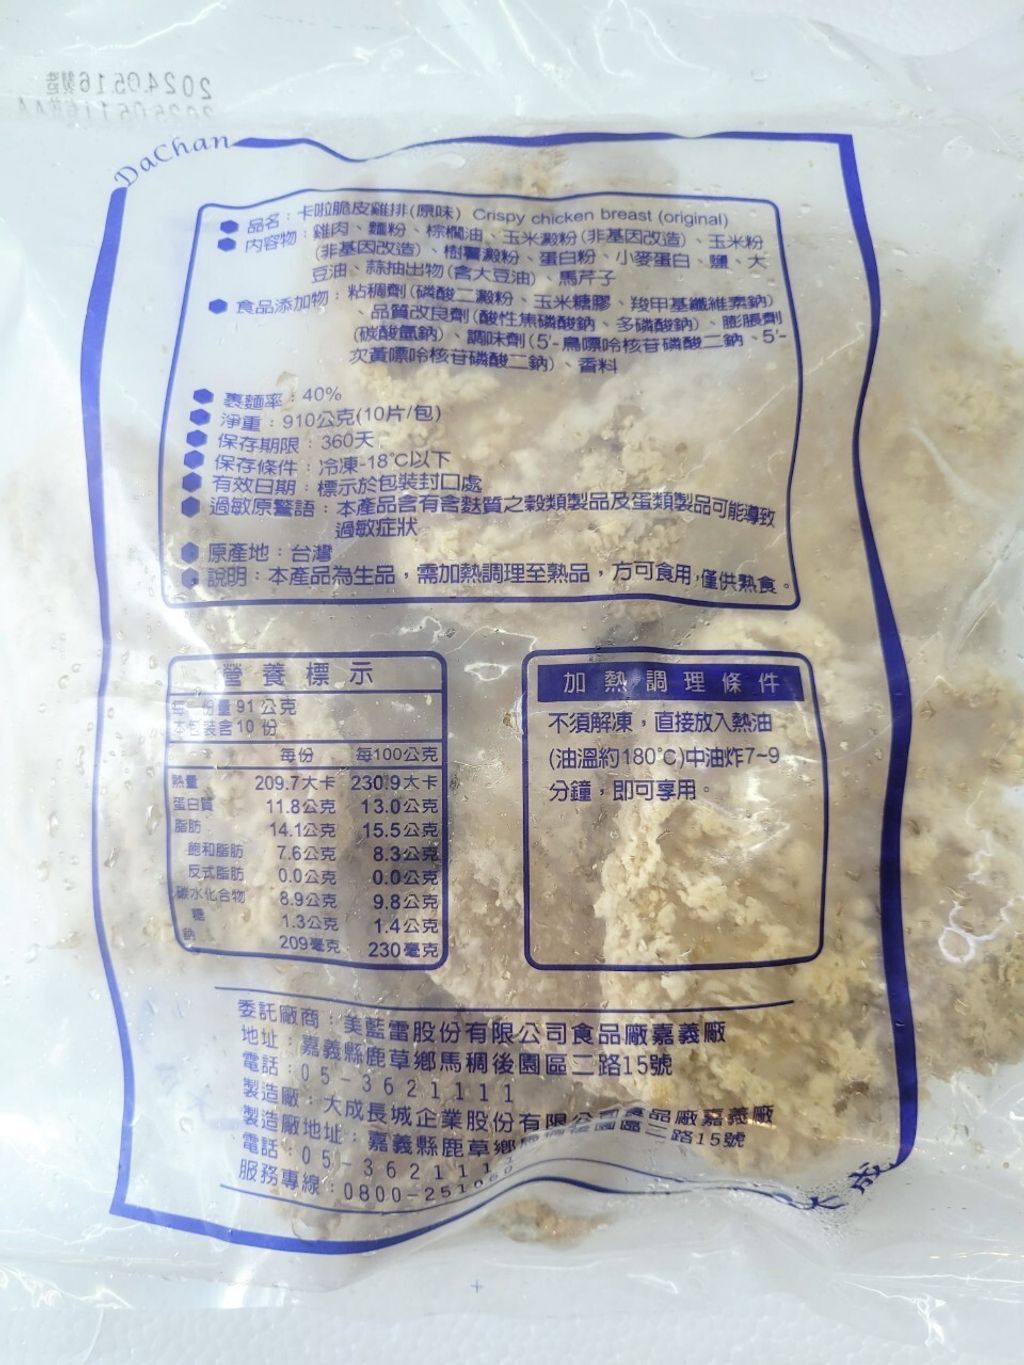 2024.05.16製造
DaChan
品名：卡啦脆皮雞排(原味) Crispy chicken breast (original)
內容物：雞肉、麵粉、棕櫚油、玉米澱粉(非基因改造)、玉米粉
(非基因改造)、樹薯澱粉、蛋白粉、小麥蛋白、鹽、大
豆油、蒜抽出物(含大豆油)、馬芹子
食品添加物：粘稠劑(磷酸二澱粉、玉米糖膠、羧甲基纖維素鈉)
、品質改良劑(酸性焦磷酸鈉、多磷酸鈉)、膨脹劑
(碳酸氫鈉)、調味劑(5'-鳥嘌呤核苷磷酸二鈉、5'-
次黃嘌呤核苷磷酸二鈉)、香料
裹麵率：40%
淨重：910公克(10片/包)
保存期限：360天
保存條件：冷凍-18℃以下
有效日期：標示於包裝封口處
過敏原警語：本產品含有含麩質之穀類製品及蛋類製品可能導致
過敏症狀
原產地：台灣
說明：本產品為生品，需加熱調理至熟品，方可食用，僅供熟食。
營養標示
每一份量 91 公克
本包裝含 10 份
每份 每100公克
熱量 209.7大卡 230.9大卡
蛋白質 11.8公克 13.0公克
脂肪 14.1公克 15.5公克
飽和脂肪 7.6公克 8.3公克
反式脂肪 0.0公克 0.0公克
碳水化合物 8.9公克 9.8公克
糖 1.3公克 1.4公克
鈉 209毫克 230毫克
加熱調理條件
不須解凍，直接放入熱油
(油溫約180℃)中油炸7~9
分鐘，即可享用。
委託廠商：美藍雷股份有限公司食品廠嘉義廠
地址：嘉義縣鹿草鄉馬稠後園區二路15號
電話：05-3621111
製造廠：大成長城企業股份有限公司食品廠嘉義廠
製造廠地址：嘉義縣鹿草鄉馬稠後園區二路15號
電話：05-362111
服務專線：0800-251
大成